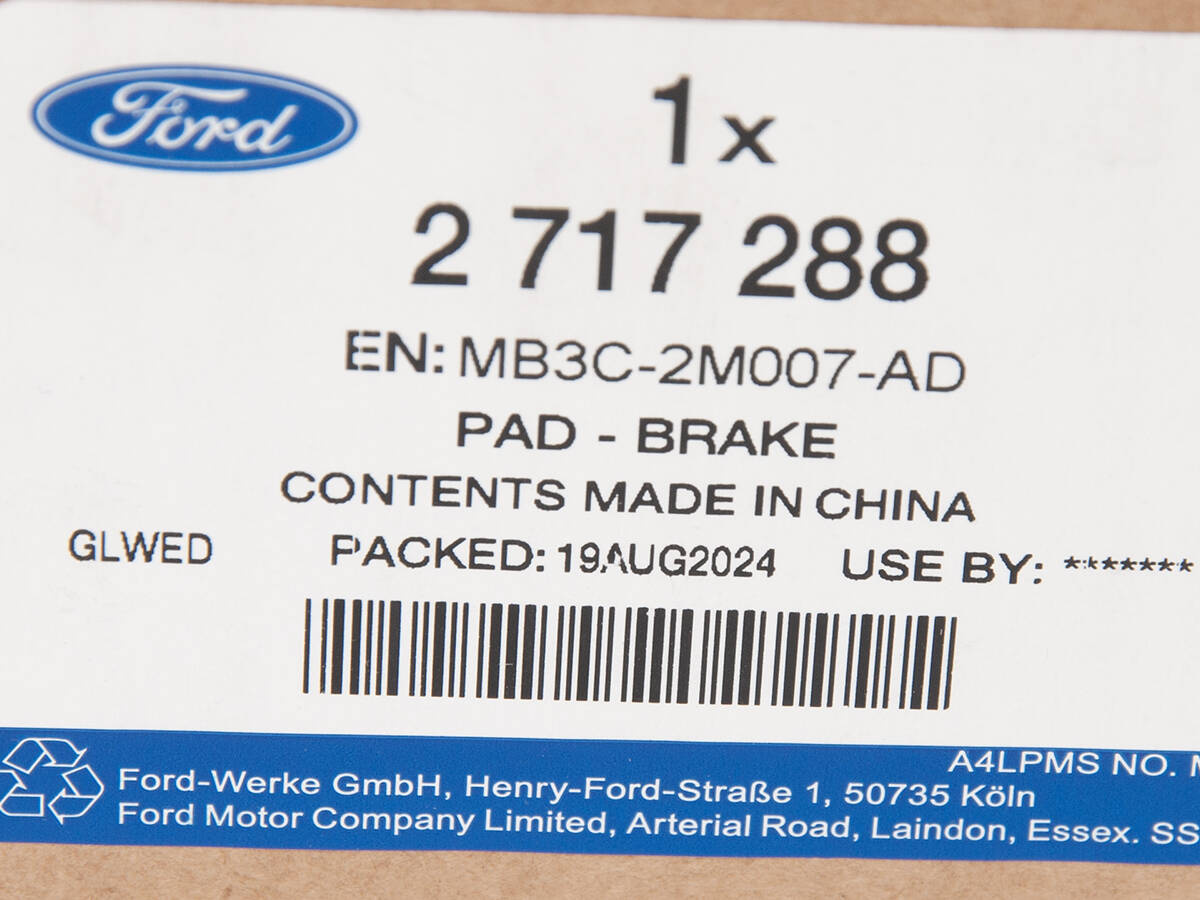 Ford
1x
2 717 288
EN: MB3C-2M007-AD
PAD - BRAKE
CONTENTS MADE IN CHINA
GLWED PACKED: 19AUG2024 USE BY: *******
A4LPMS NO.
Ford-Werke GmbH, Henry-Ford-Straße 1, 50735 Köln
Ford Motor Company Limited, Arterial Road, Laindon, Essex. SS